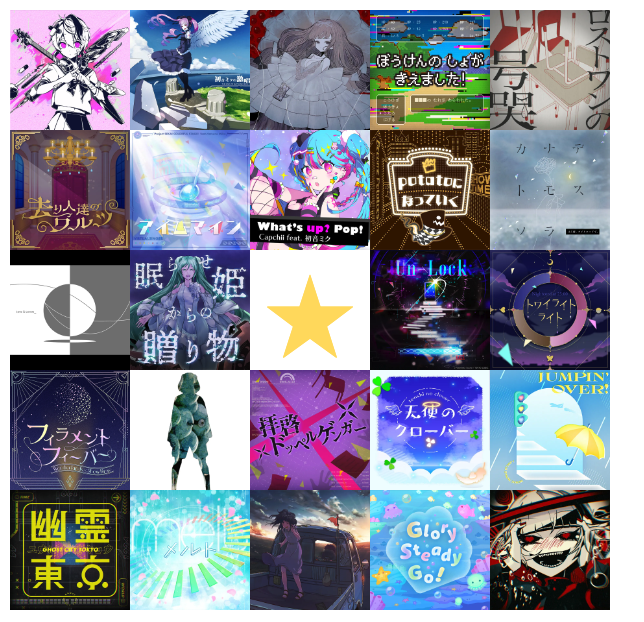 ぼうけんの しょが
きえました!
ロストワンの
号哭
去り人達の
ワルツ
アイムマイン
What's up? Pop!
Capchii feat. 初音ミク
potatoに
なっていく
カナデ
トモス
ソラ
眠らせ姫
からの
贈り物
Un Lock
トワイライト
ライト
フィラメント
フィーバー
拝啓
ドッペルゲンガー
天使の
クローバー
JUMPIN'
OVER!
幽霊
東京
GHOST CITY TOKYO
メルト
Glory
Steady
Go!